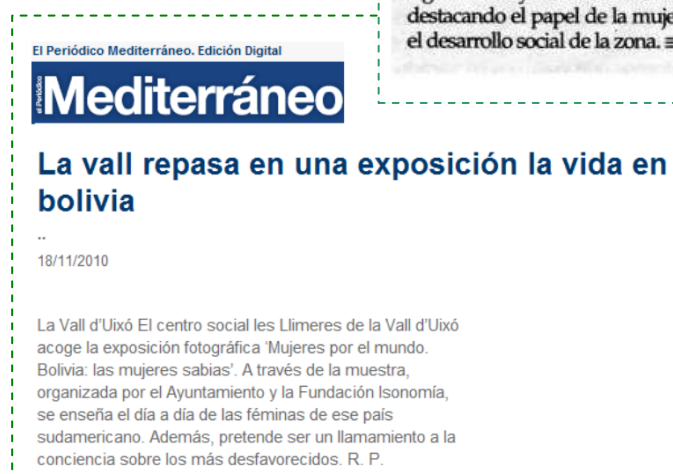 destacando el papel de la muje
el desarrollo social de la zona.
El Periódico Mediterráneo. Edición Digital
el Periódico
Mediterráneo
La vall repasa en una exposición la vida en
bolivia
..
18/11/2010
La Vall d'Uixó El centro social les Llimeres de la Vall d'Uixó
acoge la exposición fotográfica 'Mujeres por el mundo.
Bolivia: las mujeres sabias'. A través de la muestra,
organizada por el Ayuntamiento y la Fundación Isonomía,
se enseña el día a día de las féminas de ese país
sudamericano. Además, pretende ser un llamamiento a la
conciencia sobre los más desfavorecidos. R. P.